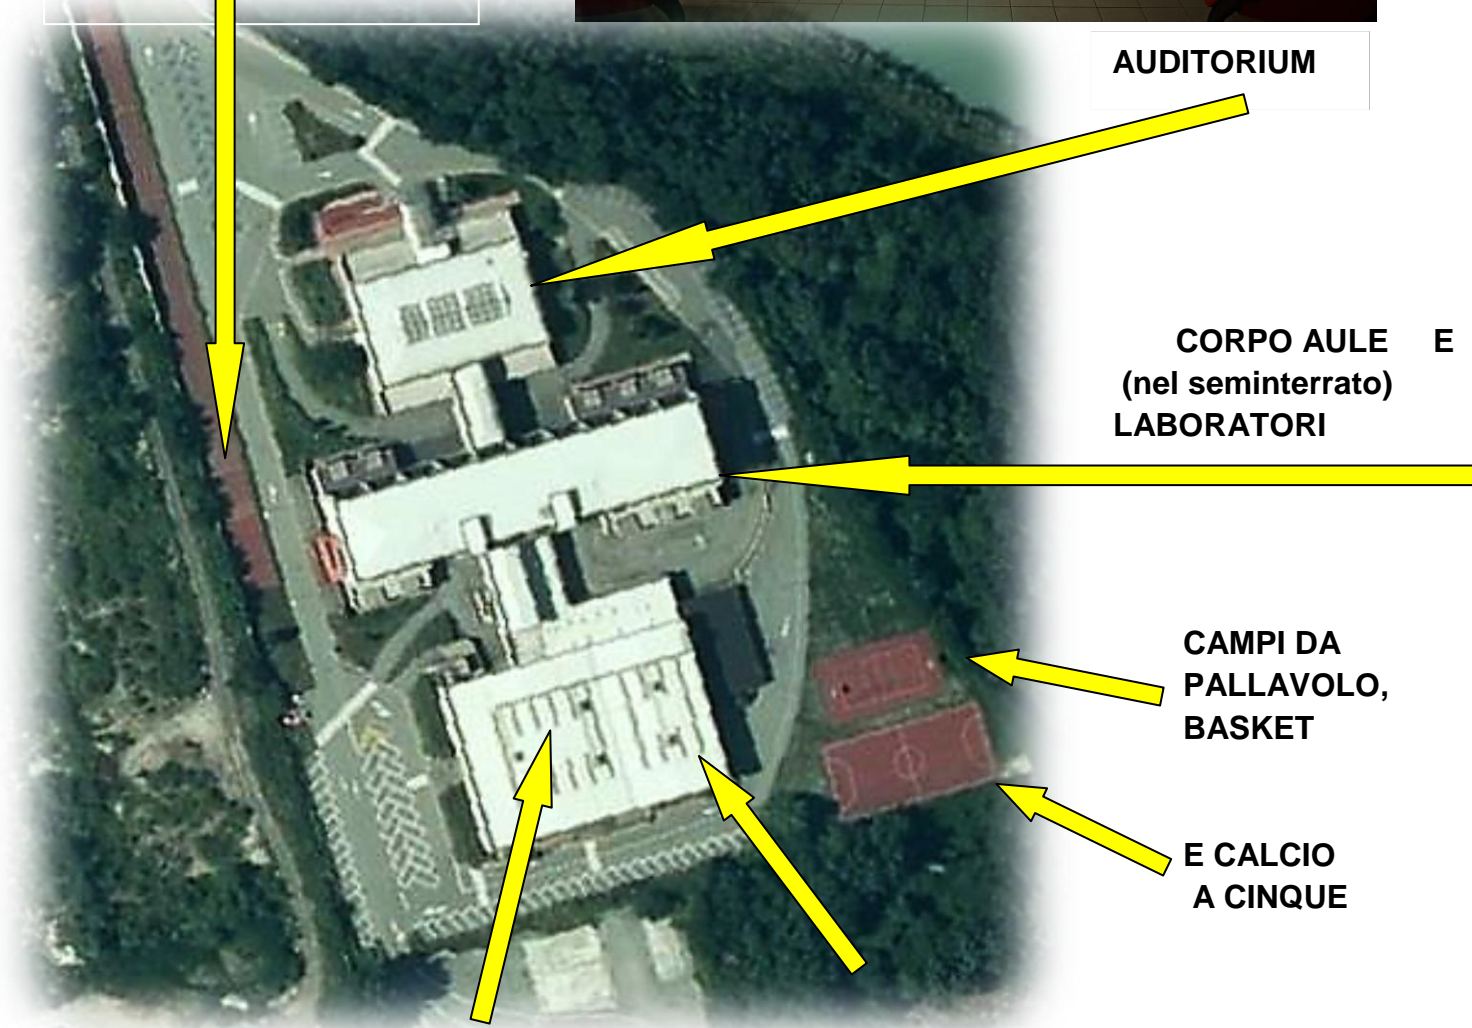 AUDITORIUM
CORPO AULE E
(nel seminterrato)
LABORATORI
CAMPI DA
PALLAVOLO,
BASKET
E CALCIO
A CINQUE